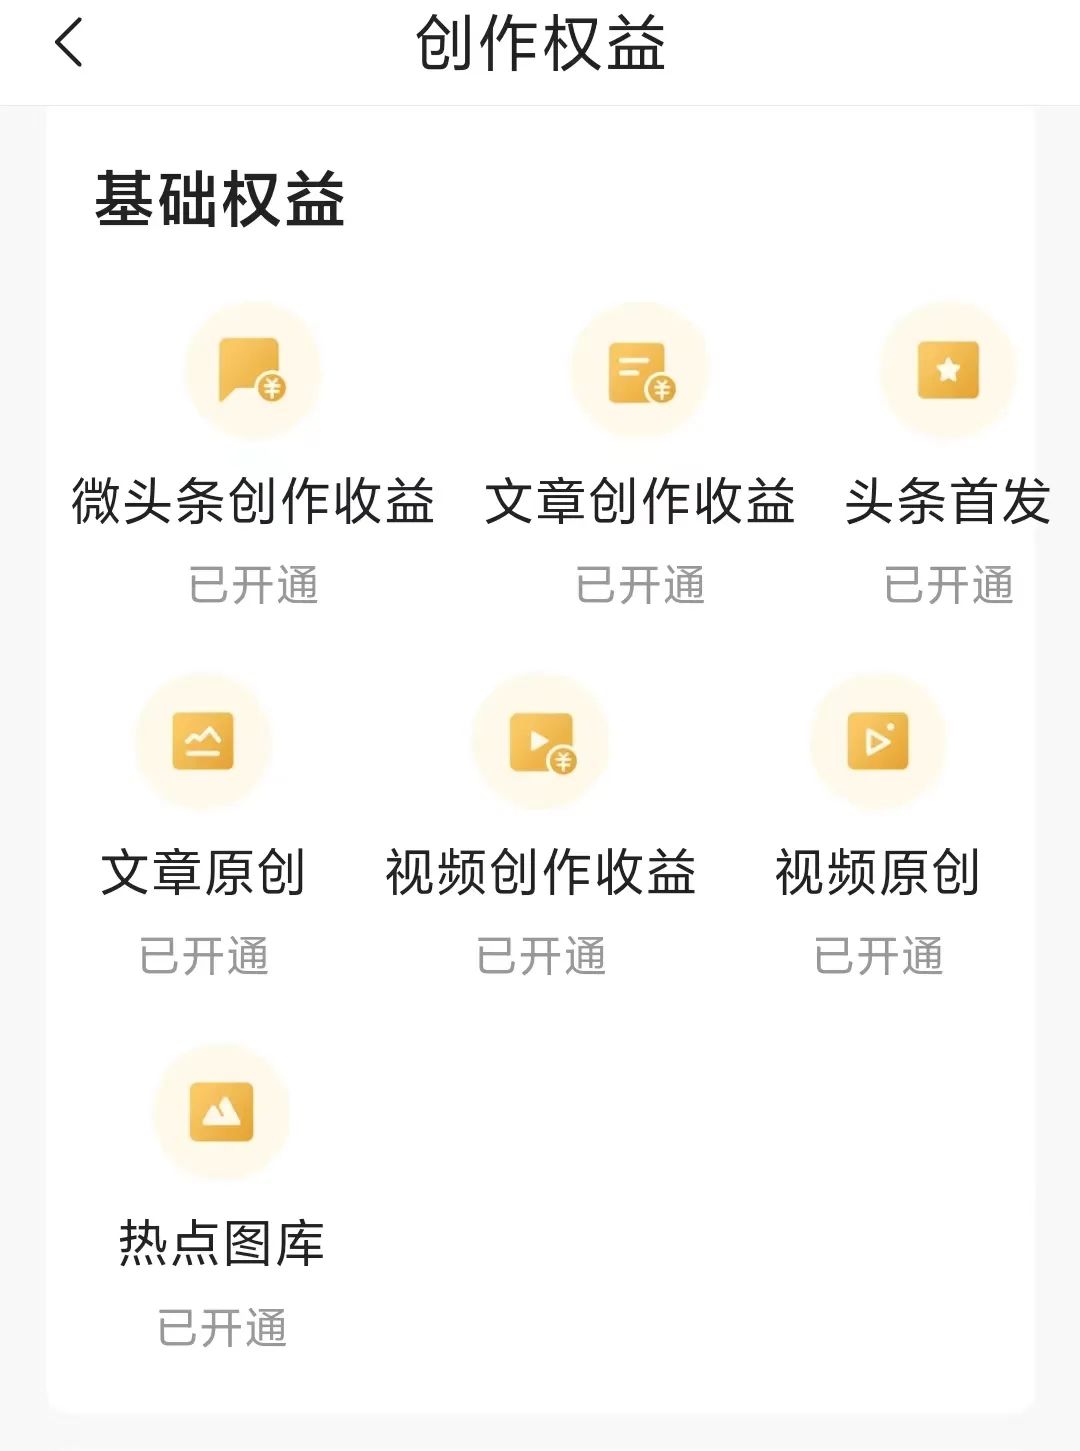 创作权益
基础权益
微头条创作收益 文章创作收益 头条首发
已开通 已开通 已开通
文章原创 视频创作收益 视频原创
已开通 已开通 已开通
热点图库
已开通